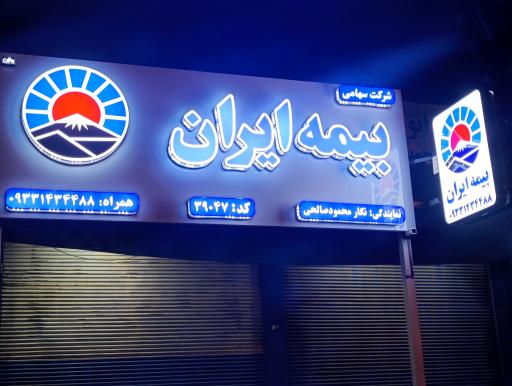 شرکت سهامی
بیمه ایران
نمایندگی: نگار محمودصالحی
کد: ۳۹۰۴۷
همراه: ۰۹۳۳۱۴۳۴۴۸۸
بیمه ایران
۰۹۳۳۱۴۳۴۴۸۸